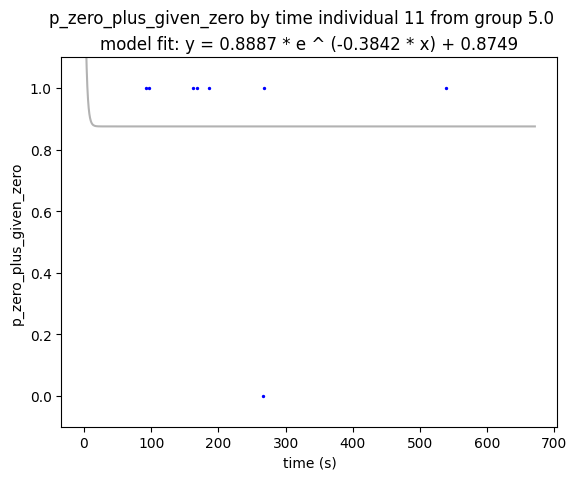 p_zero_plus_given_zero by time individual 11 from group 5.0
model fit: y = 0.8887 * e ^ (-0.3842 * x) + 0.8749
p_zero_plus_given_zero
1.0
0.8
0.6
0.4
0.2
0.0
0 100 200 300 400 500 600 700
time (s)